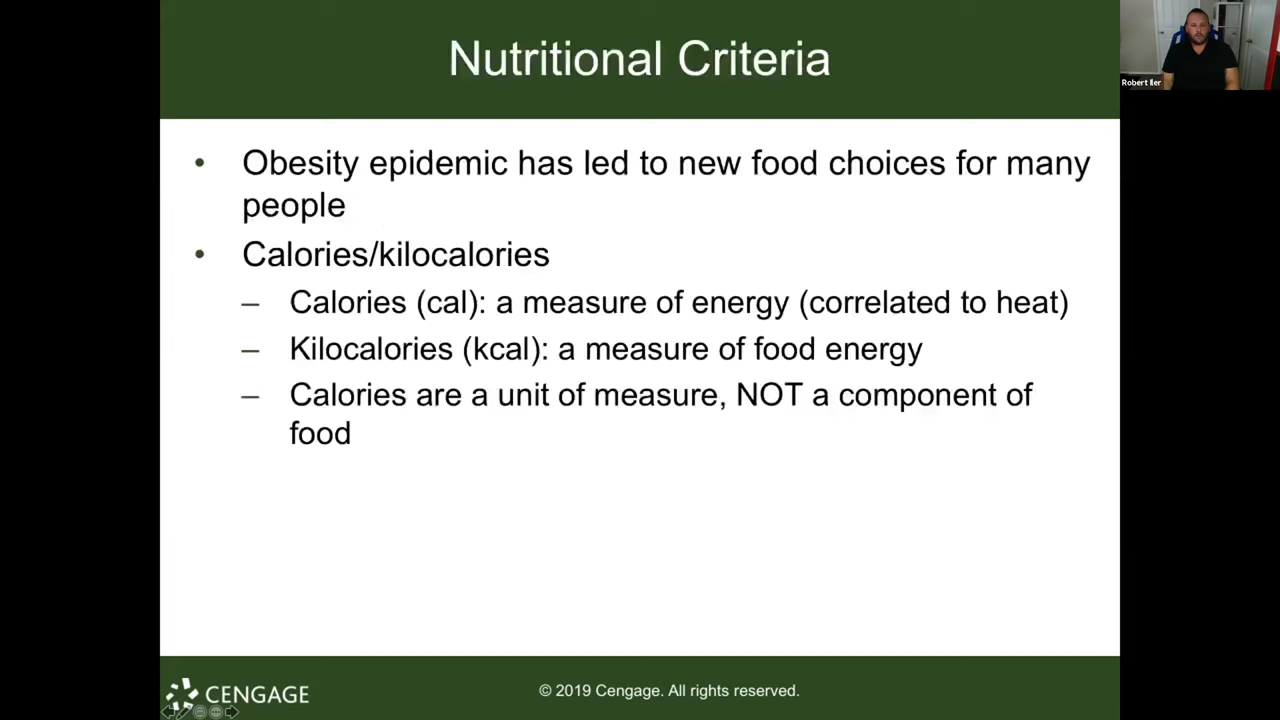 Nutritional Criteria
Robert Iler
• Obesity epidemic has led to new food choices for many
people
• Calories/kilocalories
– Calories (cal): a measure of energy (correlated to heat)
– Kilocalories (kcal): a measure of food energy
– Calories are a unit of measure, NOT a component of
food
CENGAGE
© 2019 Cengage. All rights reserved.